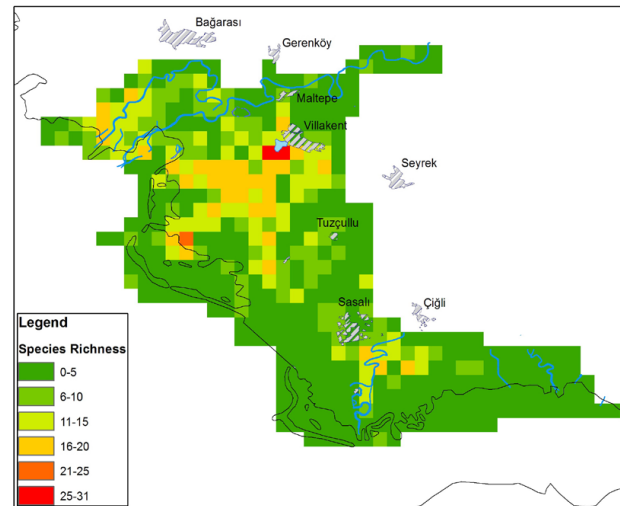 Bağarası
Gerenköy
Maltepe
Villakent
Seyrek
Tuzçullu
Sasalı
Çiğli
Legend
Species Richness
0-5
6-10
11-15
16-20
21-25
25-31